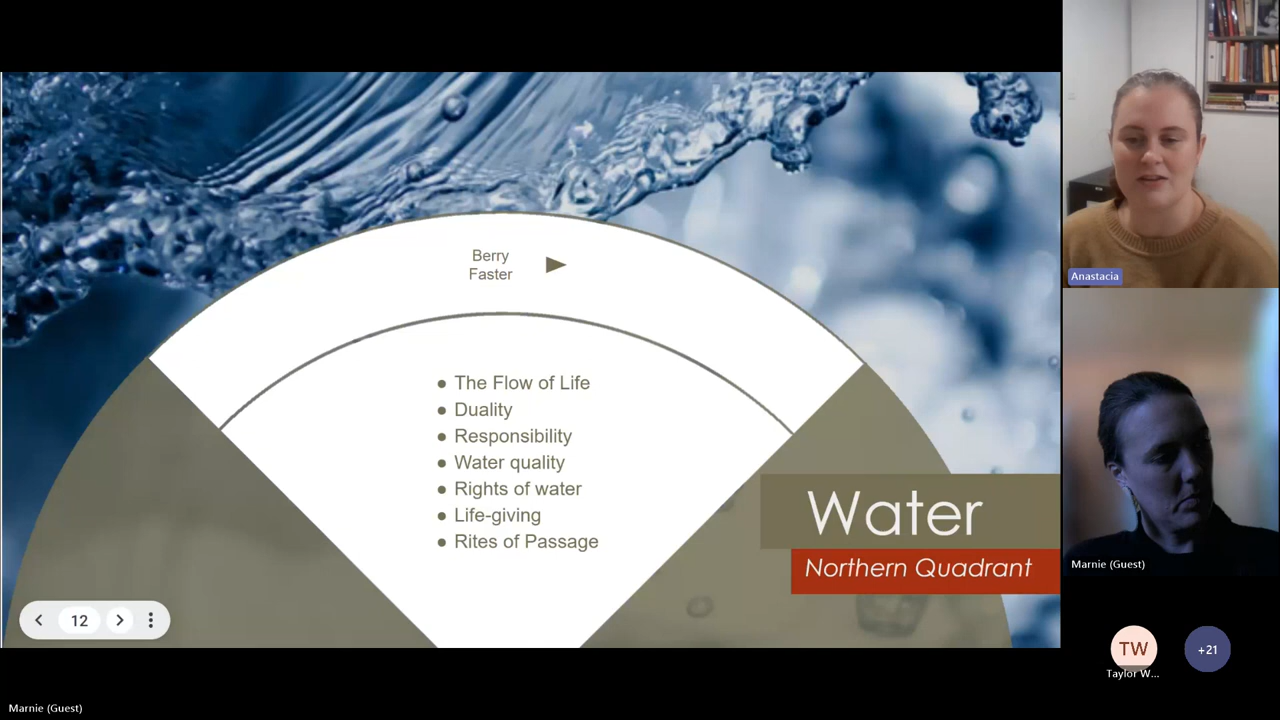 Berry
Faster
● The Flow of Life
● Duality
● Responsibility
● Water quality
● Rights of water
● Life-giving
● Rites of Passage
Water
Northern Quadrant
12
Anastacia
Marnie (Guest)
TW
+21
Taylor W...
Marnie (Guest)